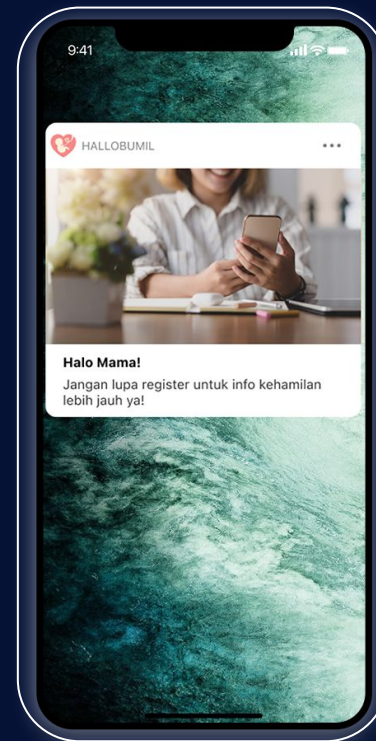 9:41
HALLOBUMIL
Halo Mama!
Jangan lupa register untuk info kehamilan
lebih jauh ya!